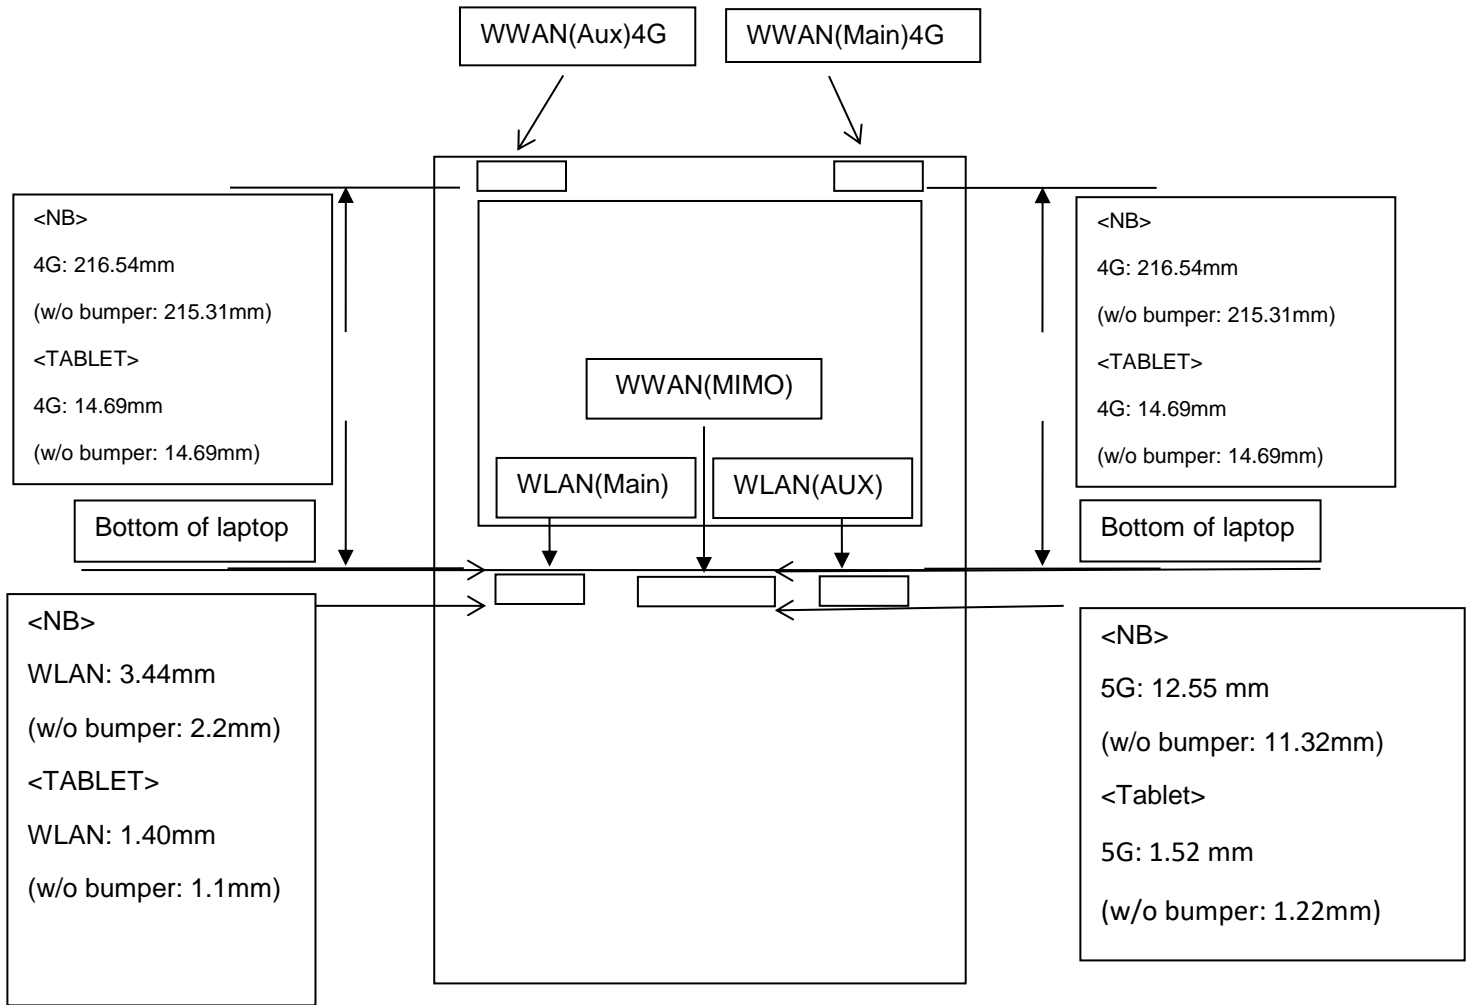 WWAN(Aux)4G
WWAN(Main)4G
<NB>
4G: 216.54mm
(w/o bumper: 215.31mm)
<TABLET>
4G: 14.69mm
(w/o bumper: 14.69mm)
<NB>
4G: 216.54mm
(w/o bumper: 215.31mm)
<TABLET>
4G: 14.69mm
(w/o bumper: 14.69mm)
WWAN(MIMO)
WLAN(Main)
WLAN(AUX)
Bottom of laptop
Bottom of laptop
<NB>
WLAN: 3.44mm
(w/o bumper: 2.2mm)
<TABLET>
WLAN: 1.40mm
(w/o bumper: 1.1mm)
<NB>
5G: 12.55 mm
(w/o bumper: 11.32mm)
<Tablet>
5G: 1.52 mm
(w/o bumper: 1.22mm)